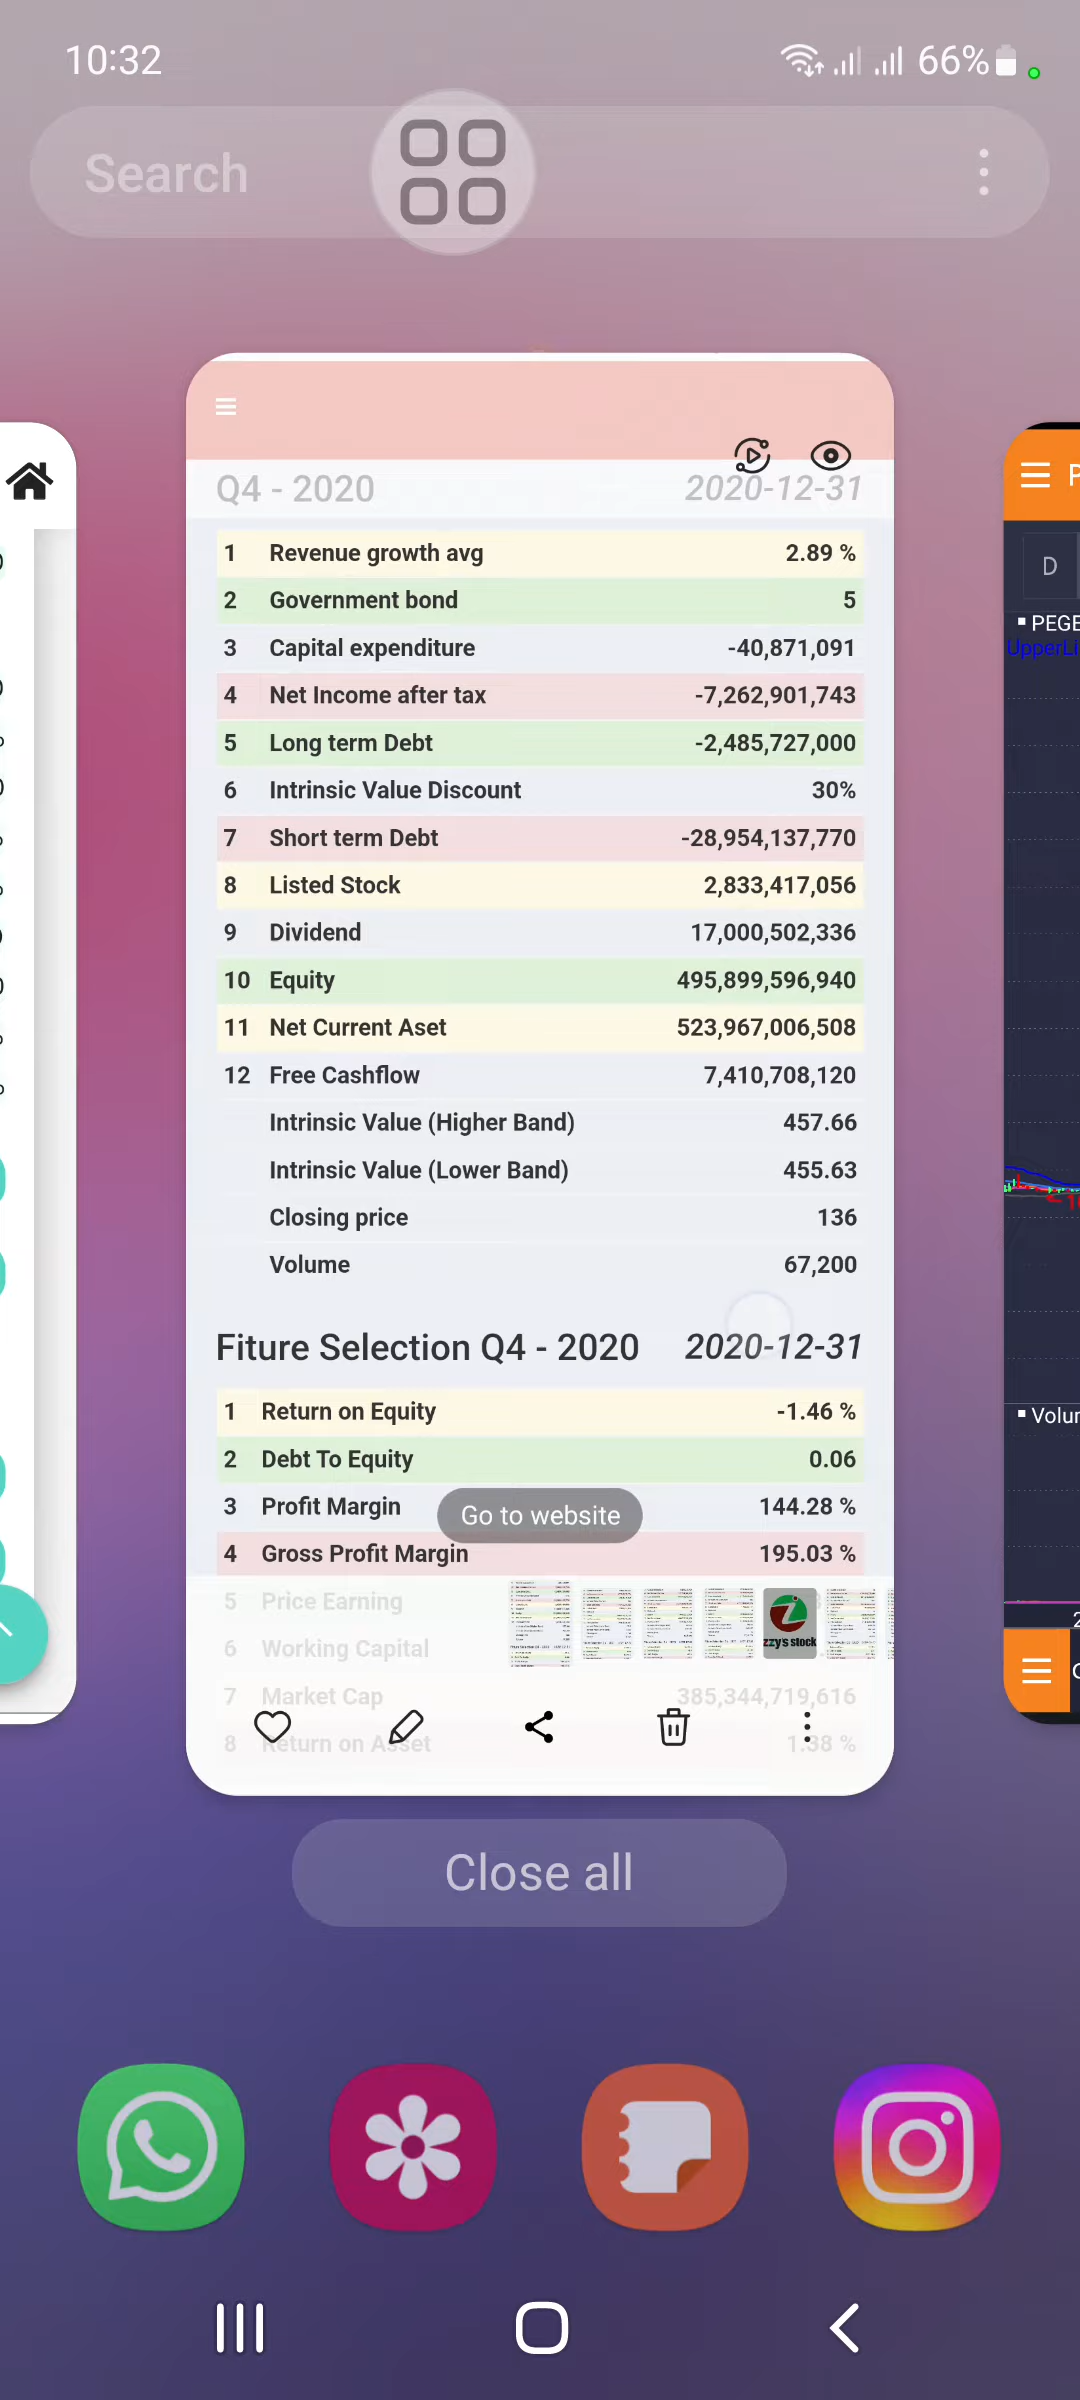 10:32
66%
Search
Q4 - 2020 2020-12-31
1 Revenue growth avg 2.89 %
2 Government bond 5
3 Capital expenditure -40,871,091
4 Net Income after tax -7,262,901,743
5 Long term Debt -2,485,727,000
6 Intrinsic Value Discount 30%
7 Short term Debt -28,954,137,770
8 Listed Stock 2,833,417,056
9 Dividend 17,000,502,336
10 Equity 495,899,596,940
11 Net Current Aset 523,967,006,508
12 Free Cashflow 7,410,708,120
Intrinsic Value (Higher Band) 457.66
Intrinsic Value (Lower Band) 455.63
Closing price 136
Volume 67,200
Fiture Selection Q4 - 2020 2020-12-31
1 Return on Equity -1.46 %
2 Debt To Equity 0.06
3 Profit Margin 144.28 %
Go to website
4 Gross Profit Margin 195.03 %
5 Price Earning
6 Working Capital
zzy's stock
7 Market Cap 385,344,719,616
8 Return on Asset 1.38 %
D
PEGE
UpperLi
Volu
Close all